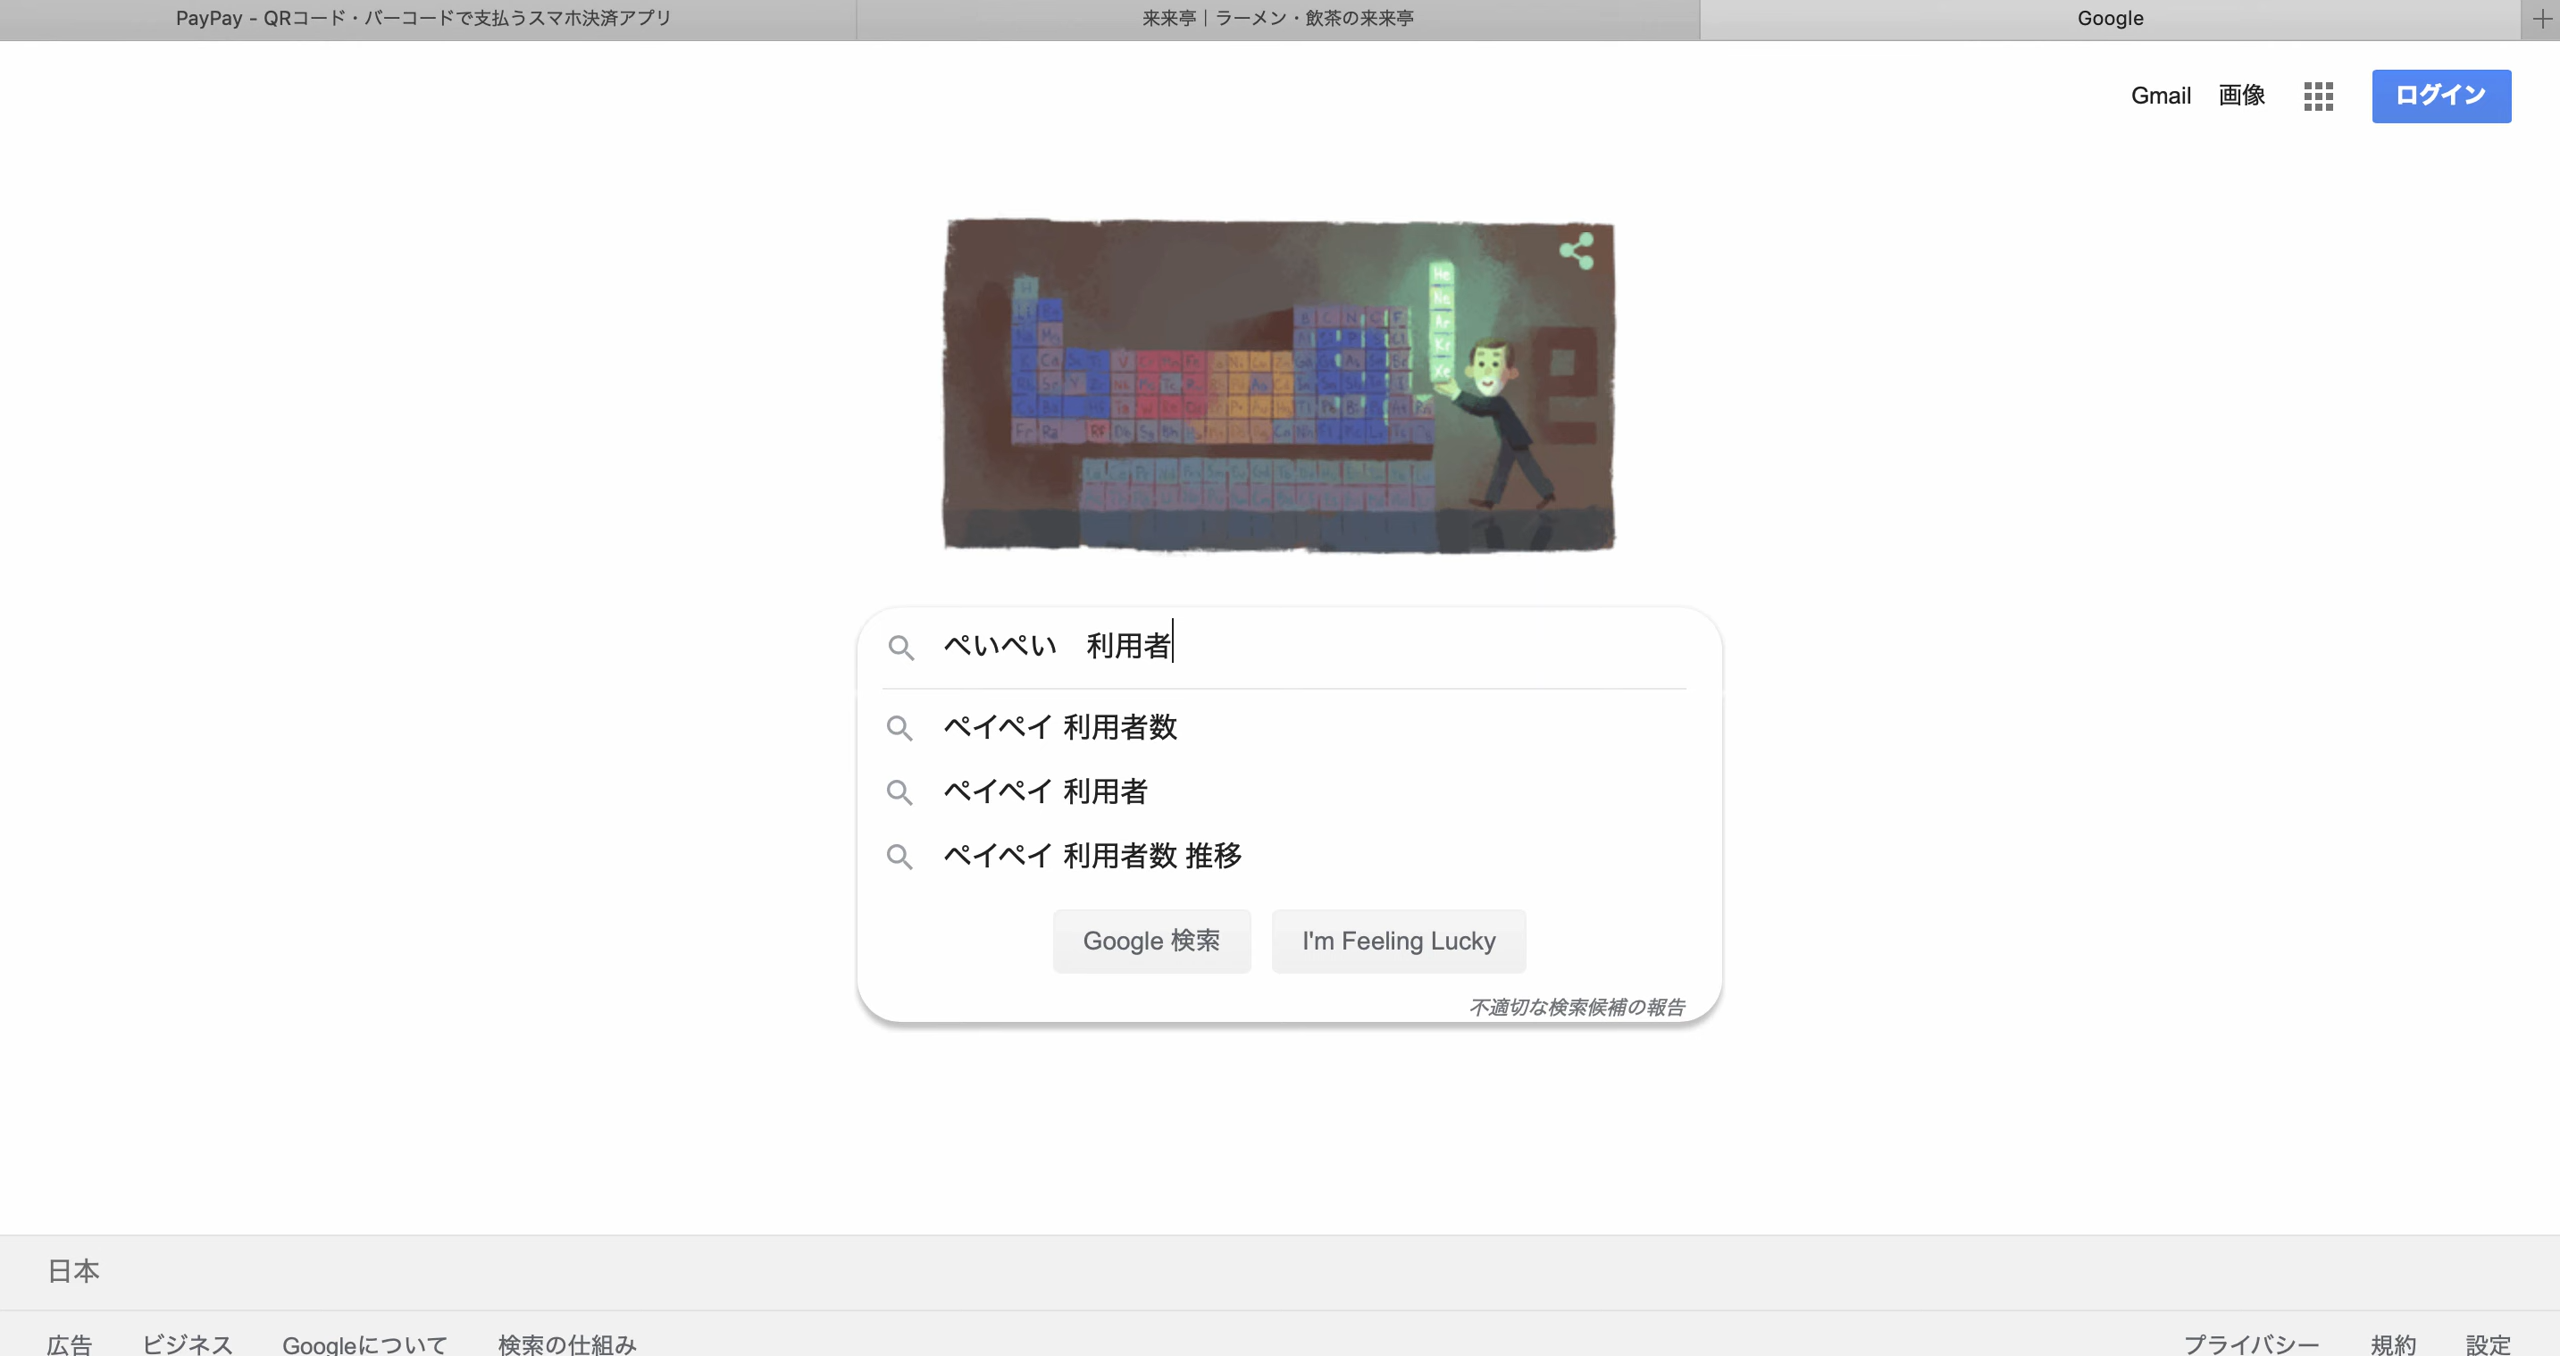 PayPay - QRコード・バーコードで支払うスマホ決済アプリ
来来亭｜ラーメン・飲茶の来来亭
Google
Gmail 画像
ログイン
He
Ne
Ar
Kr
Xe
ぺいぺい　利用者
ペイペイ 利用者数
ペイペイ 利用者
ペイペイ 利用者数 推移
Google 検索
I'm Feeling Lucky
不適切な検索候補の報告
日本
広告 ビジネス Googleについて 検索の仕組み
プライバシー 規約 設定